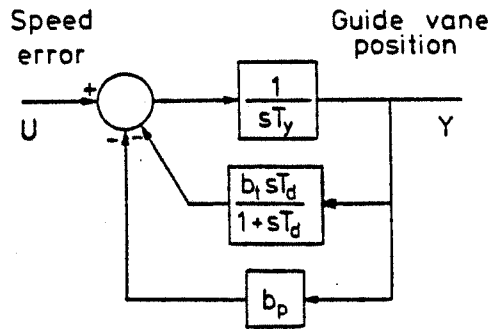 Speed
error
Guide vane
position
+
U
- -
1
sT_y
Y
b_t sT_d
1+sT_d
b_p